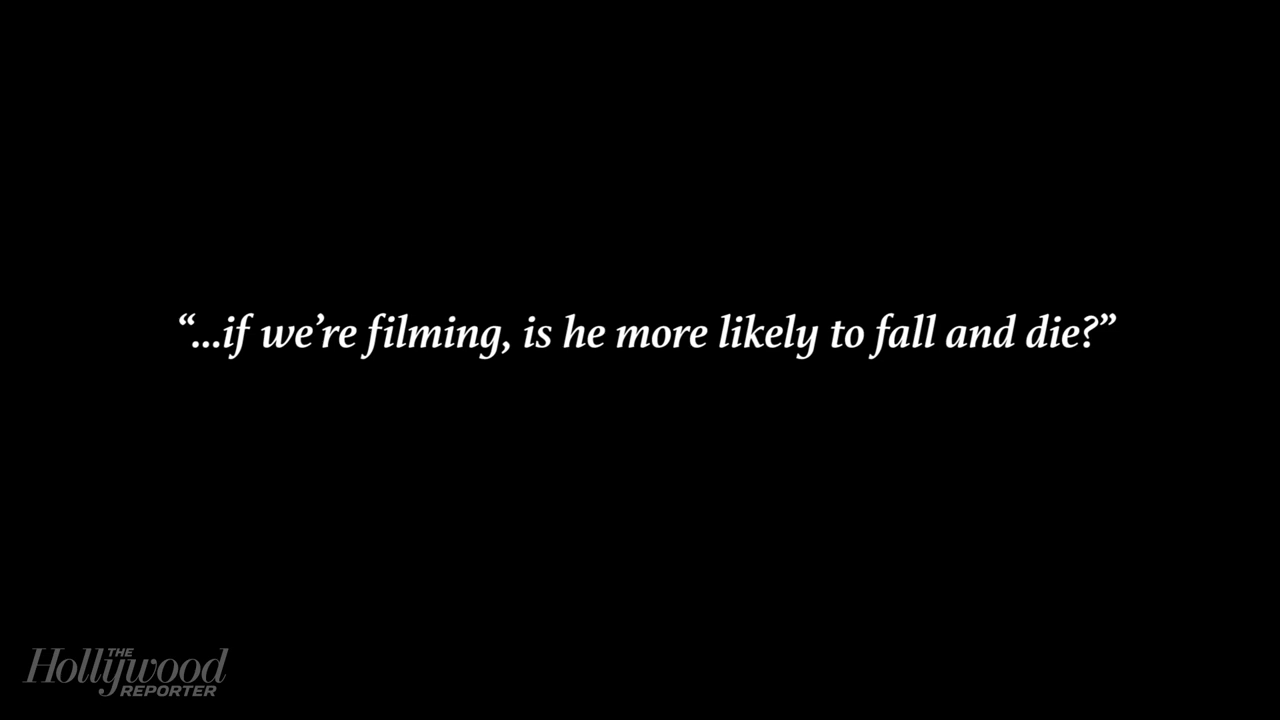 “...if we’re filming, is he more likely to fall and die?”
THE
Hollywood
REPORTER